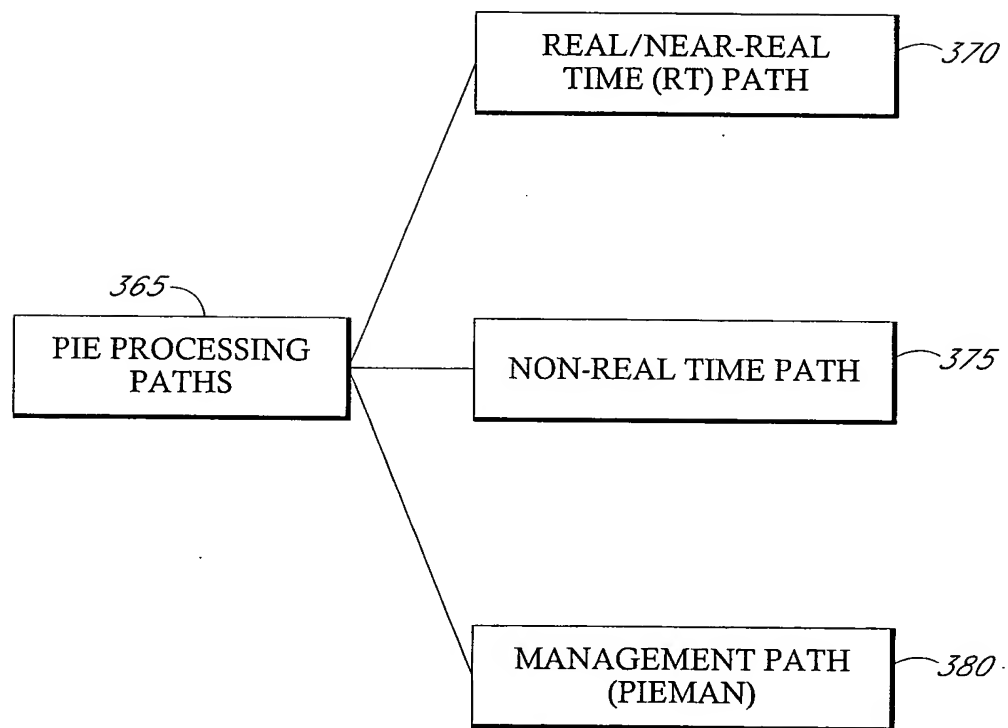 REAL/NEAR-REAL
TIME (RT) PATH
370
365
PIE PROCESSING
PATHS
NON-REAL TIME PATH
375
MANAGEMENT PATH
(PIEMAN)
380